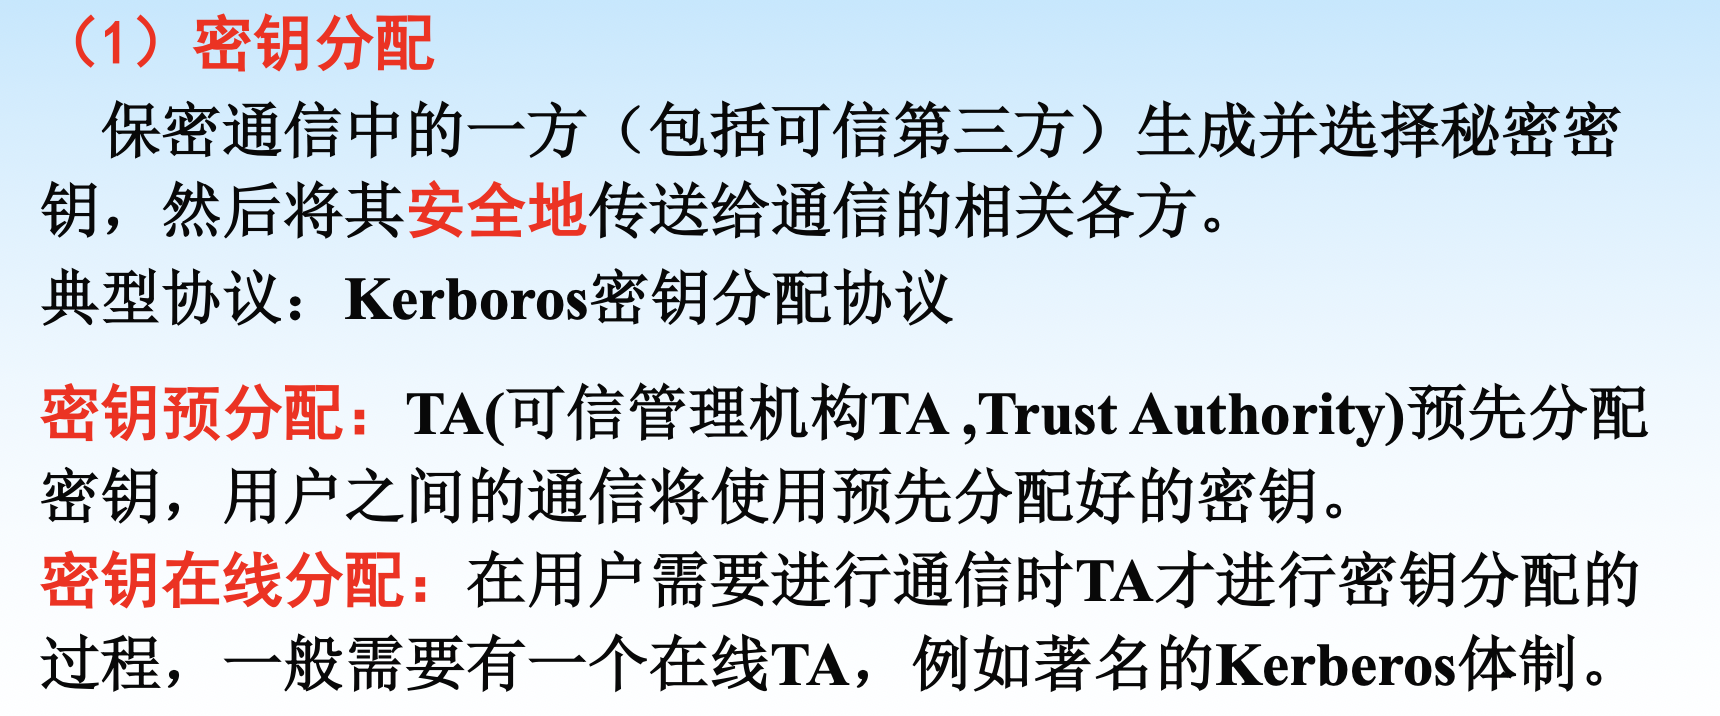 （1）密钥分配
保密通信中的一方（包括可信第三方）生成并选择秘密密
钥，然后将其安全地传送给通信的相关各方。
典型协议：Kerboros密钥分配协议
密钥预分配：TA(可信管理机构TA ,Trust Authority)预先分配
密钥，用户之间的通信将使用预先分配好的密钥。
密钥在线分配：在用户需要进行通信时TA才进行密钥分配的
过程，一般需要有一个在线TA，例如著名的Kerberos体制。